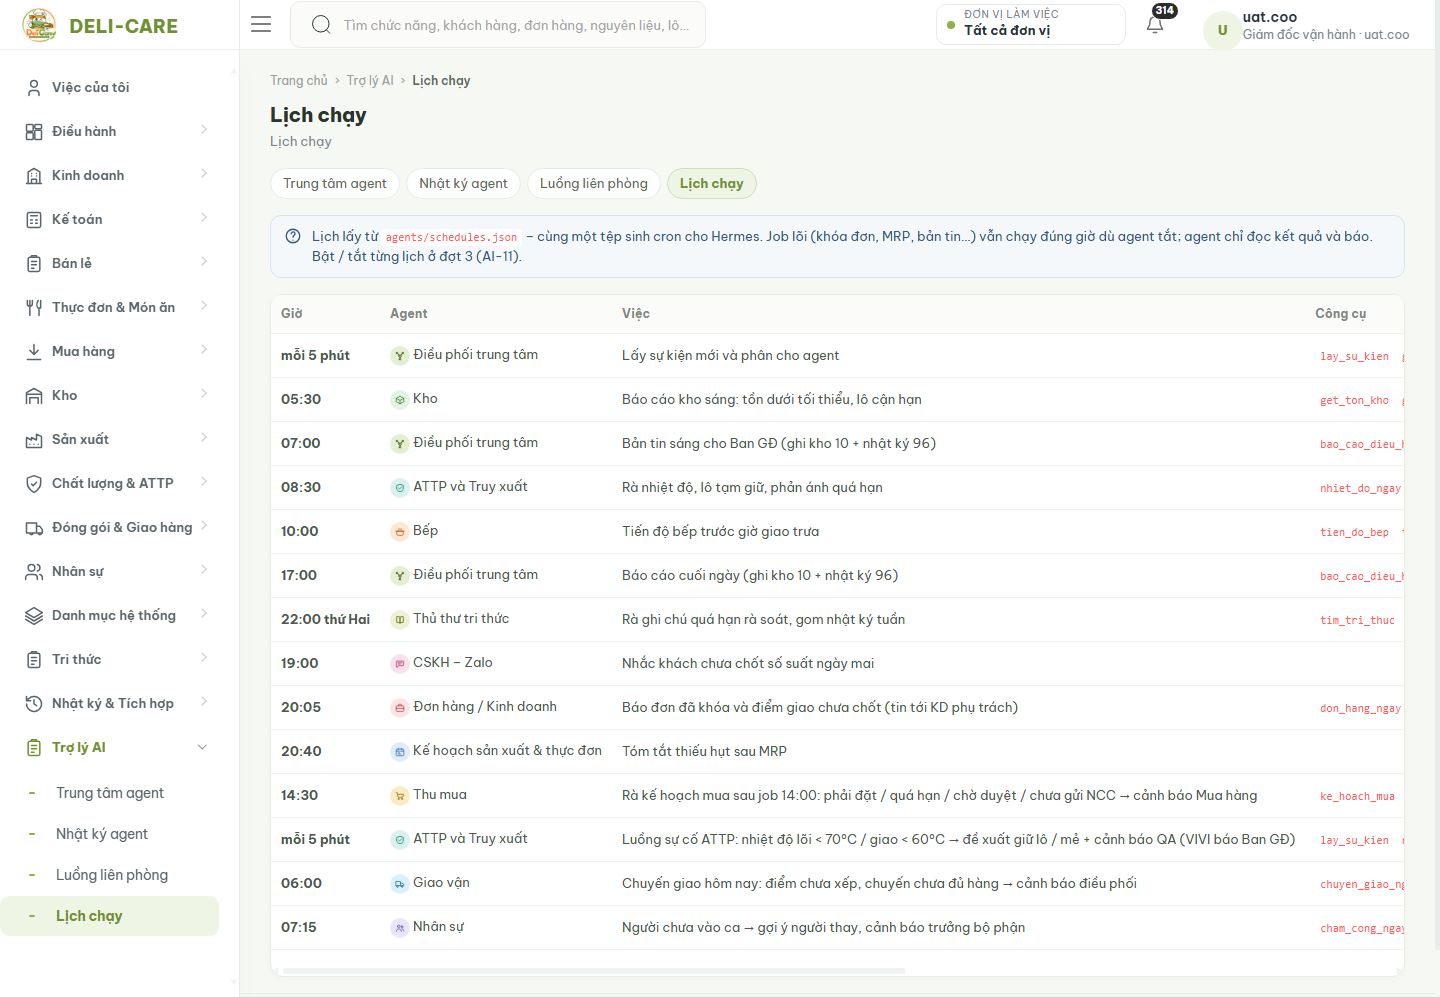 DELI-CARE
Tìm chức năng, khách hàng, đơn hàng, nguyên liệu, lô...
ĐƠN VỊ LÀM VIỆC
Tất cả đơn vị
314
U
uat.coo
Giám đốc vận hành · uat.coo
Việc của tôi
Điều hành
Kinh doanh
Kế toán
Bán lẻ
Thực đơn & Món ăn
Mua hàng
Kho
Sản xuất
Chất lượng & ATTP
Đóng gói & Giao hàng
Nhân sự
Danh mục hệ thống
Tri thức
Nhật ký & Tích hợp
Trợ lý AI
Trung tâm agent
Nhật ký agent
Luồng liên phòng
Lịch chạy
Trang chủ › Trợ lý AI › Lịch chạy
Lịch chạy
Lịch chạy
Trung tâm agent Nhật ký agent Luồng liên phòng Lịch chạy
Lịch lấy từ agents/schedules.json – cùng một tệp sinh cron cho Hermes. Job lõi (khóa đơn, MRP, bản tin…) vẫn chạy đúng giờ dù agent tắt; agent chỉ đọc kết quả và báo.
Bật / tắt từng lịch ở đợt 3 (AI-11).
Giờ Agent Việc Công cụ
mỗi 5 phút Điều phối trung tâm Lấy sự kiện mới và phân cho agent lay_su_kien
05:30 Kho Báo cáo kho sáng: tồn dưới tối thiểu, lô cận hạn get_ton_kho
07:00 Điều phối trung tâm Bản tin sáng cho Ban GĐ (ghi kho 10 + nhật ký 96) bao_cao_dieu_h
08:30 ATTP và Truy xuất Rà nhiệt độ, lô tạm giữ, phản ánh quá hạn nhiet_do_ngay
10:00 Bếp Tiến độ bếp trước giờ giao trưa tien_do_bep
17:00 Điều phối trung tâm Báo cáo cuối ngày (ghi kho 10 + nhật ký 96) bao_cao_dieu_h
22:00 thứ Hai Thủ thư tri thức Rà ghi chú quá hạn rà soát, gom nhật ký tuần tim_tri_thuc
19:00 CSKH – Zalo Nhắc khách chưa chốt số suất ngày mai
20:05 Đơn hàng / Kinh doanh Báo đơn đã khóa và điểm giao chưa chốt (tin tới KD phụ trách) don_hang_ngay
20:40 Kế hoạch sản xuất & thực đơn Tóm tắt thiếu hụt sau MRP
14:30 Thu mua Rà kế hoạch mua sau job 14:00: phải đặt / quá hạn / chờ duyệt / chưa gửi NCC → cảnh báo Mua hàng ke_hoach_mua
mỗi 5 phút ATTP và Truy xuất Luồng sự cố ATTP: nhiệt độ lõi < 70°C / giao < 60°C → đề xuất giữ lô / mẻ + cảnh báo QA (VIVI báo Ban GĐ) lay_su_kien
06:00 Giao vận Chuyến giao hôm nay: điểm chưa xếp, chuyến chưa đủ hàng → cảnh báo điều phối chuyen_giao_ng
07:15 Nhân sự Người chưa vào ca → gợi ý người thay, cảnh báo trưởng bộ phận cham_cong_ngay